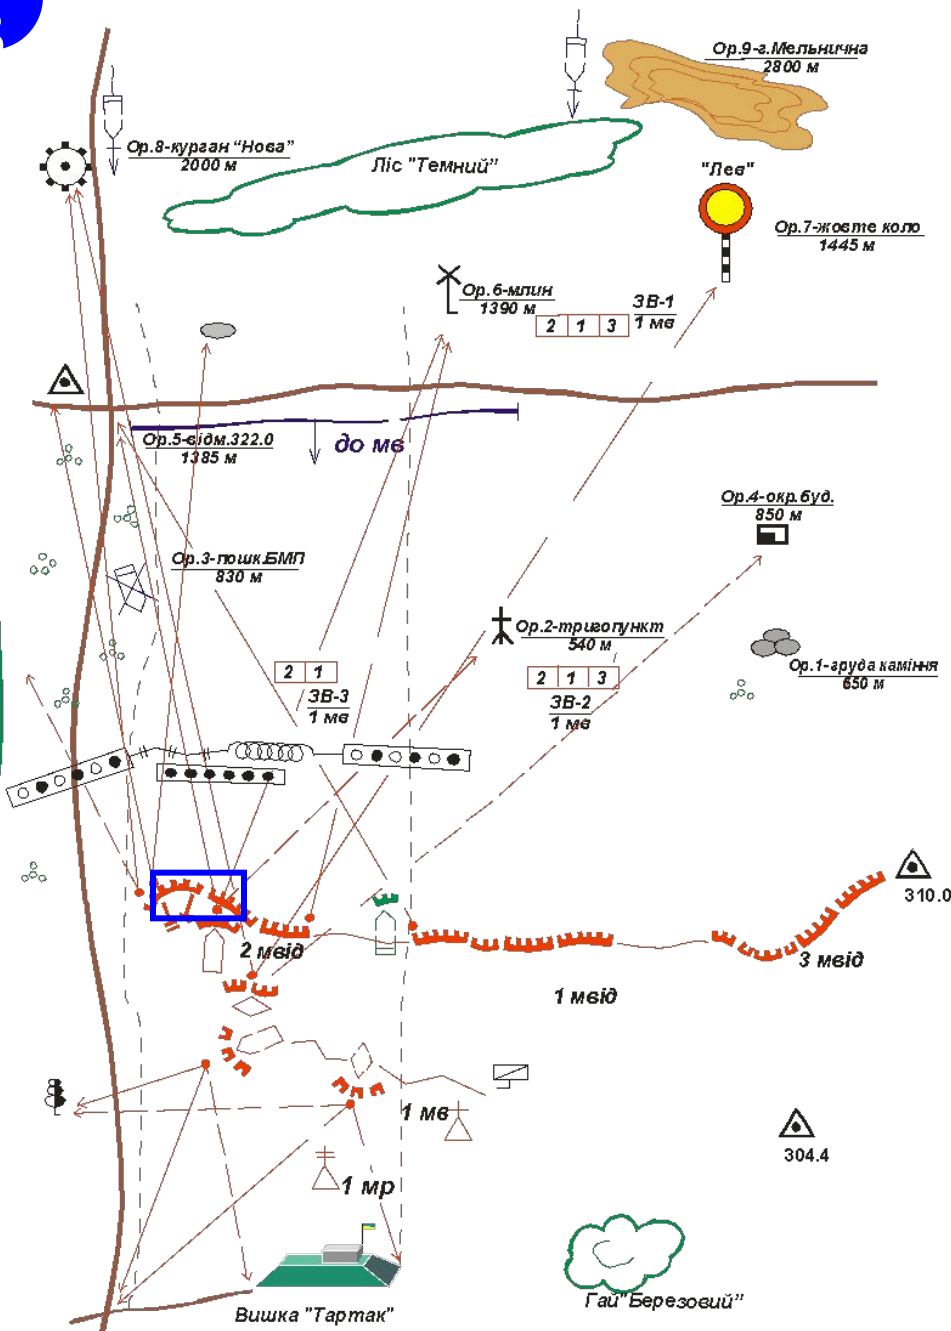 Ор.9-г.Мельнична
2800 м
Ор.8-курган "Нова"
2000 м
Ліс "Темний"
"Лев"
Ор.7-жовте коло
1445 м
Ор.6-млин
1390 м
ЗВ-1
1 мв
2 1 3
Ор.5-відм.322.0
1385 м
до мв
Ор.4-окр.буд.
850 м
Ор.3-пошк.БМП
830 м
Ор.2-тригопункт
540 м
Ор.1-груда каміння
650 м
2 1
ЗВ-3
1 мв
2 1 3
ЗВ-2
1 мв
310.0
2 мвід
3 мвід
1 мвід
1 мв
304.4
1 мр
Вишка "Тартак"
Гай"Березовий"